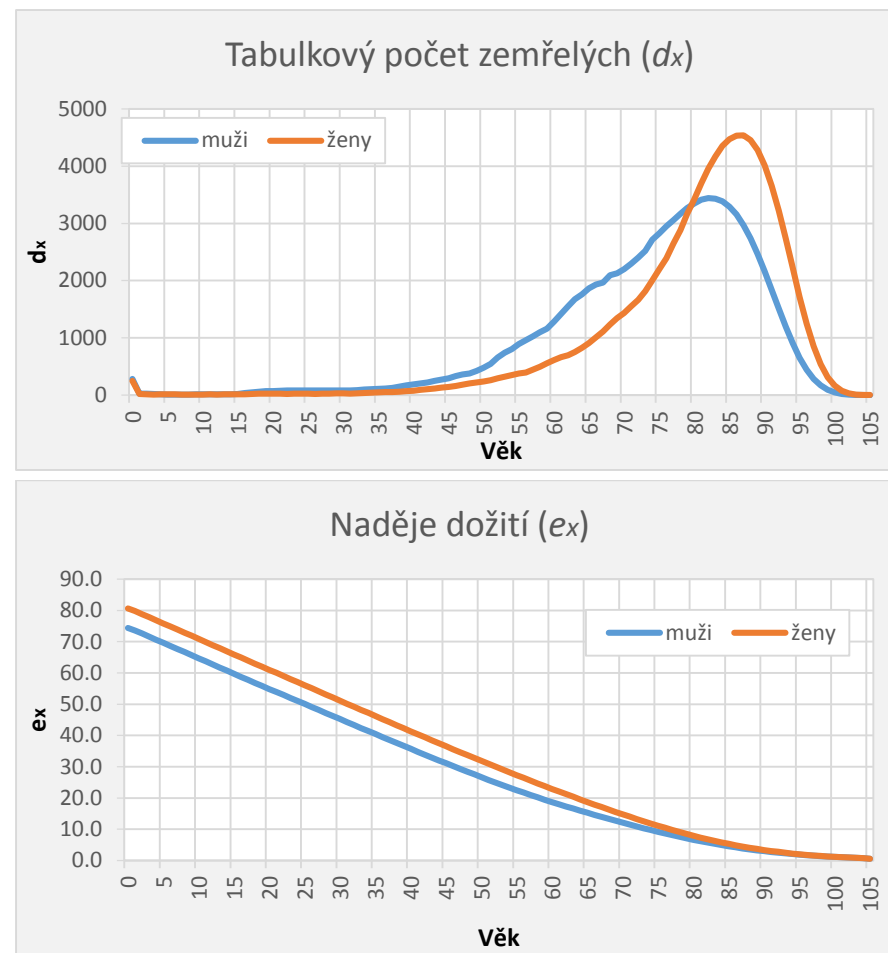 Tabulkový počet zemřelých (dx)
5000
4000
3000
2000
1000
0
muži ženy
dx
0 5 10 15 20 25 30 35 40 45 50 55 60 65 70 75 80 85 90 95 100 105
Věk
Naděje dožití (ex)
90.0
80.0
70.0
60.0
50.0
40.0
30.0
20.0
10.0
0.0
muži ženy
ex
0 5 10 15 20 25 30 35 40 45 50 55 60 65 70 75 80 85 90 95 100 105
Věk